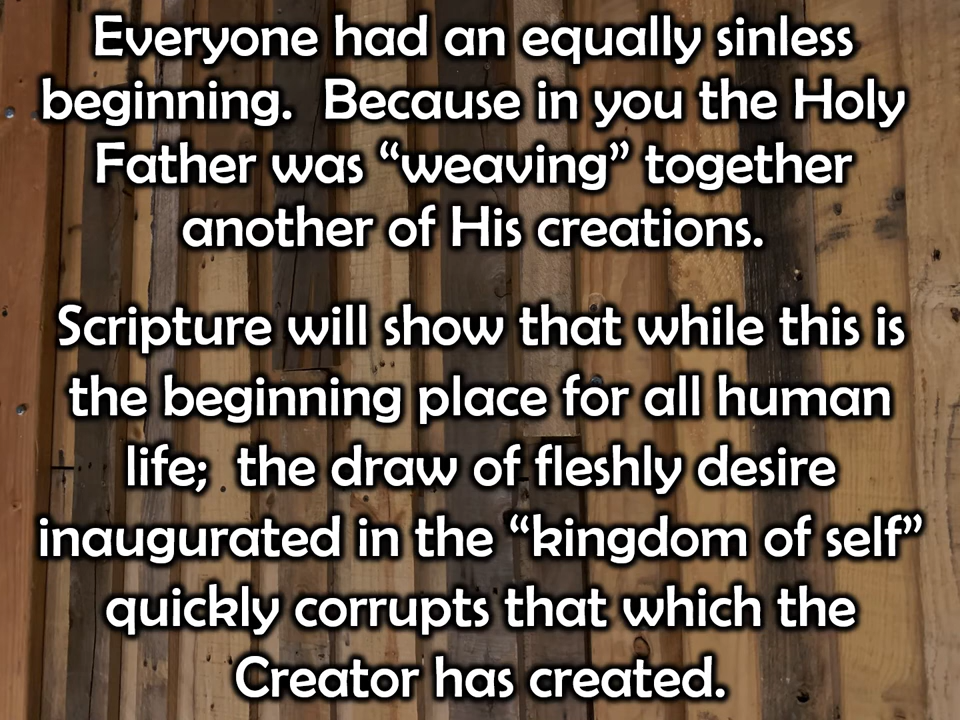 Everyone had an equally sinless
beginning.  Because in you the Holy
Father was “weaving” together
another of His creations.
Scripture will show that while this is
the beginning place for all human
life;  the draw of fleshly desire
inaugurated in the “kingdom of self”
quickly corrupts that which the
Creator has created.